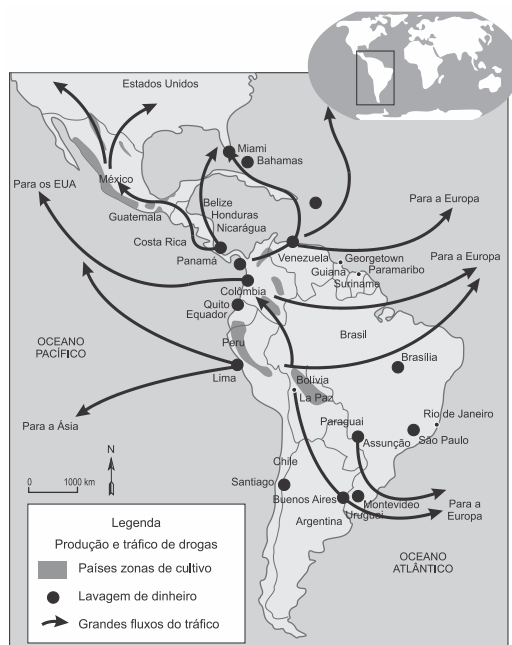 Estados Unidos
Miami
Bahamas
México
Para os EUA
Guatemala
Belize
Honduras
Nicarágua
Costa Rica
Panamá
Venezuela
Georgetown
Guiana
Paramaribo
Suriname
Para a Europa
Para a Europa
Colômbia
Quito
Equador
OCEANO
PACÍFICO
Peru
Brasil
Lima
Brasília
Bolívia
La Paz
Para a Ásia
Rio de Janeiro
Paraguai
Assunção
São Paulo
N
0 1000 km
Chile
Santiago
Buenos Aires
Montevideo
Uruguai
Argentina
Para a
Europa
OCEANO
ATLÂNTICO
Legenda
Produção e tráfico de drogas
Países zonas de cultivo
Lavagem de dinheiro
Grandes fluxos do tráfico